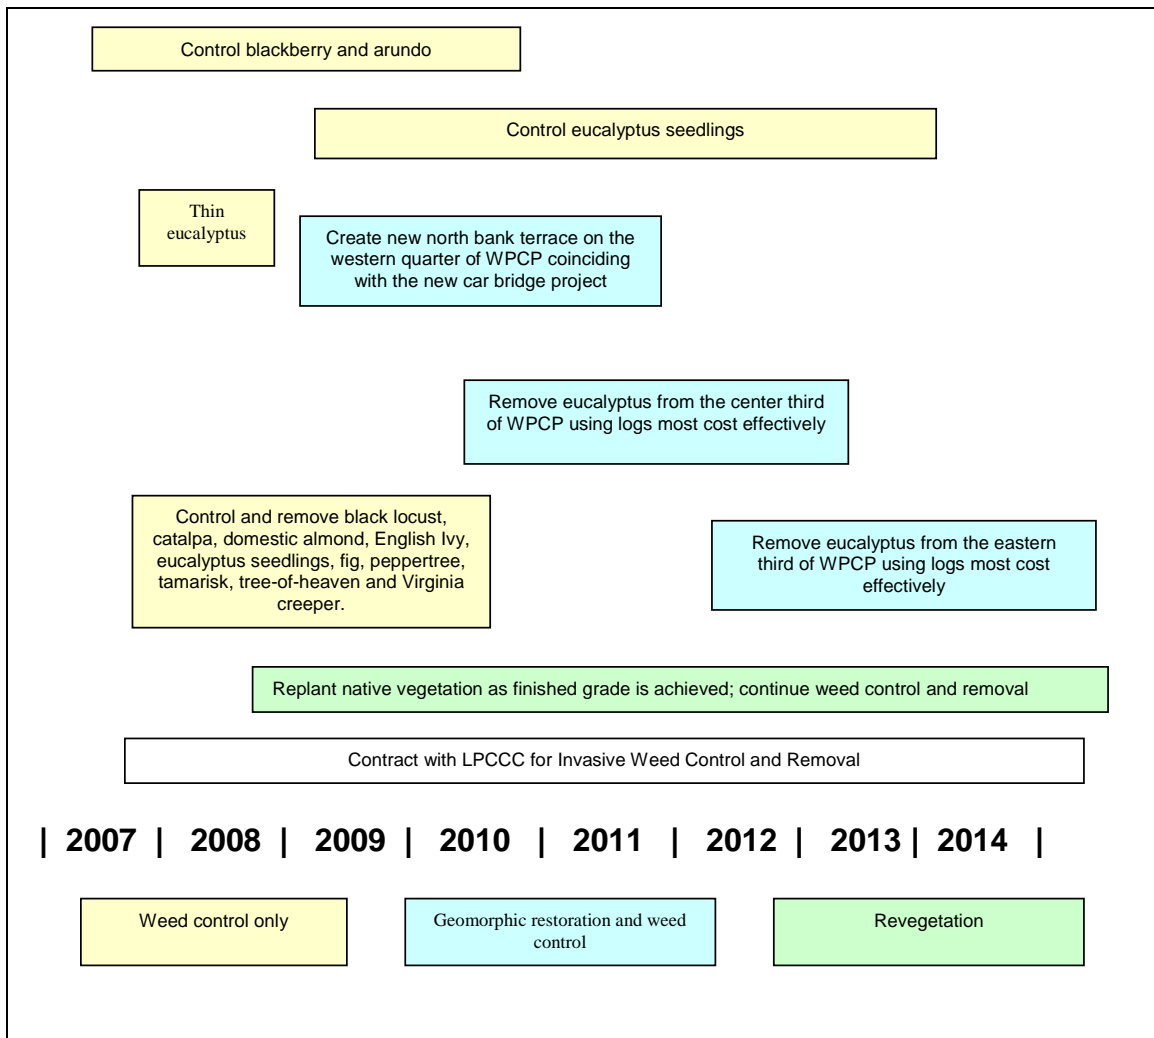 Control blackberry and arundo
Control eucalyptus seedlings
Thin
eucalyptus
Create new north bank terrace on the
western quarter of WPCP coinciding
with the new car bridge project
Remove eucalyptus from the center third
of WPCP using logs most cost effectively
Control and remove black locust,
catalpa, domestic almond, English Ivy,
eucalyptus seedlings, fig, peppertree,
tamarisk, tree-of-heaven and Virginia
creeper.
Remove eucalyptus from the eastern
third of WPCP using logs most cost
effectively
Replant native vegetation as finished grade is achieved; continue weed control and removal
Contract with LPCCC for Invasive Weed Control and Removal
| 2007 | 2008 | 2009 | 2010 | 2011 | 2012 | 2013 | 2014 |
Weed control only
Geomorphic restoration and weed
control
Revegetation